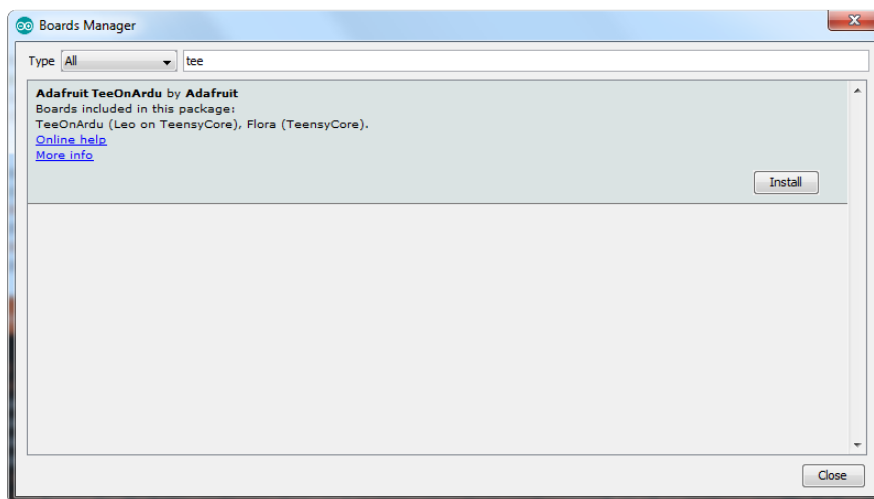 Boards Manager
Type All tee
Adafruit TeeOnArdu by Adafruit
Boards included in this package:
TeeOnArdu (Leo on TeensyCore), Flora (TeensyCore).
Online help
More info
Install
Close